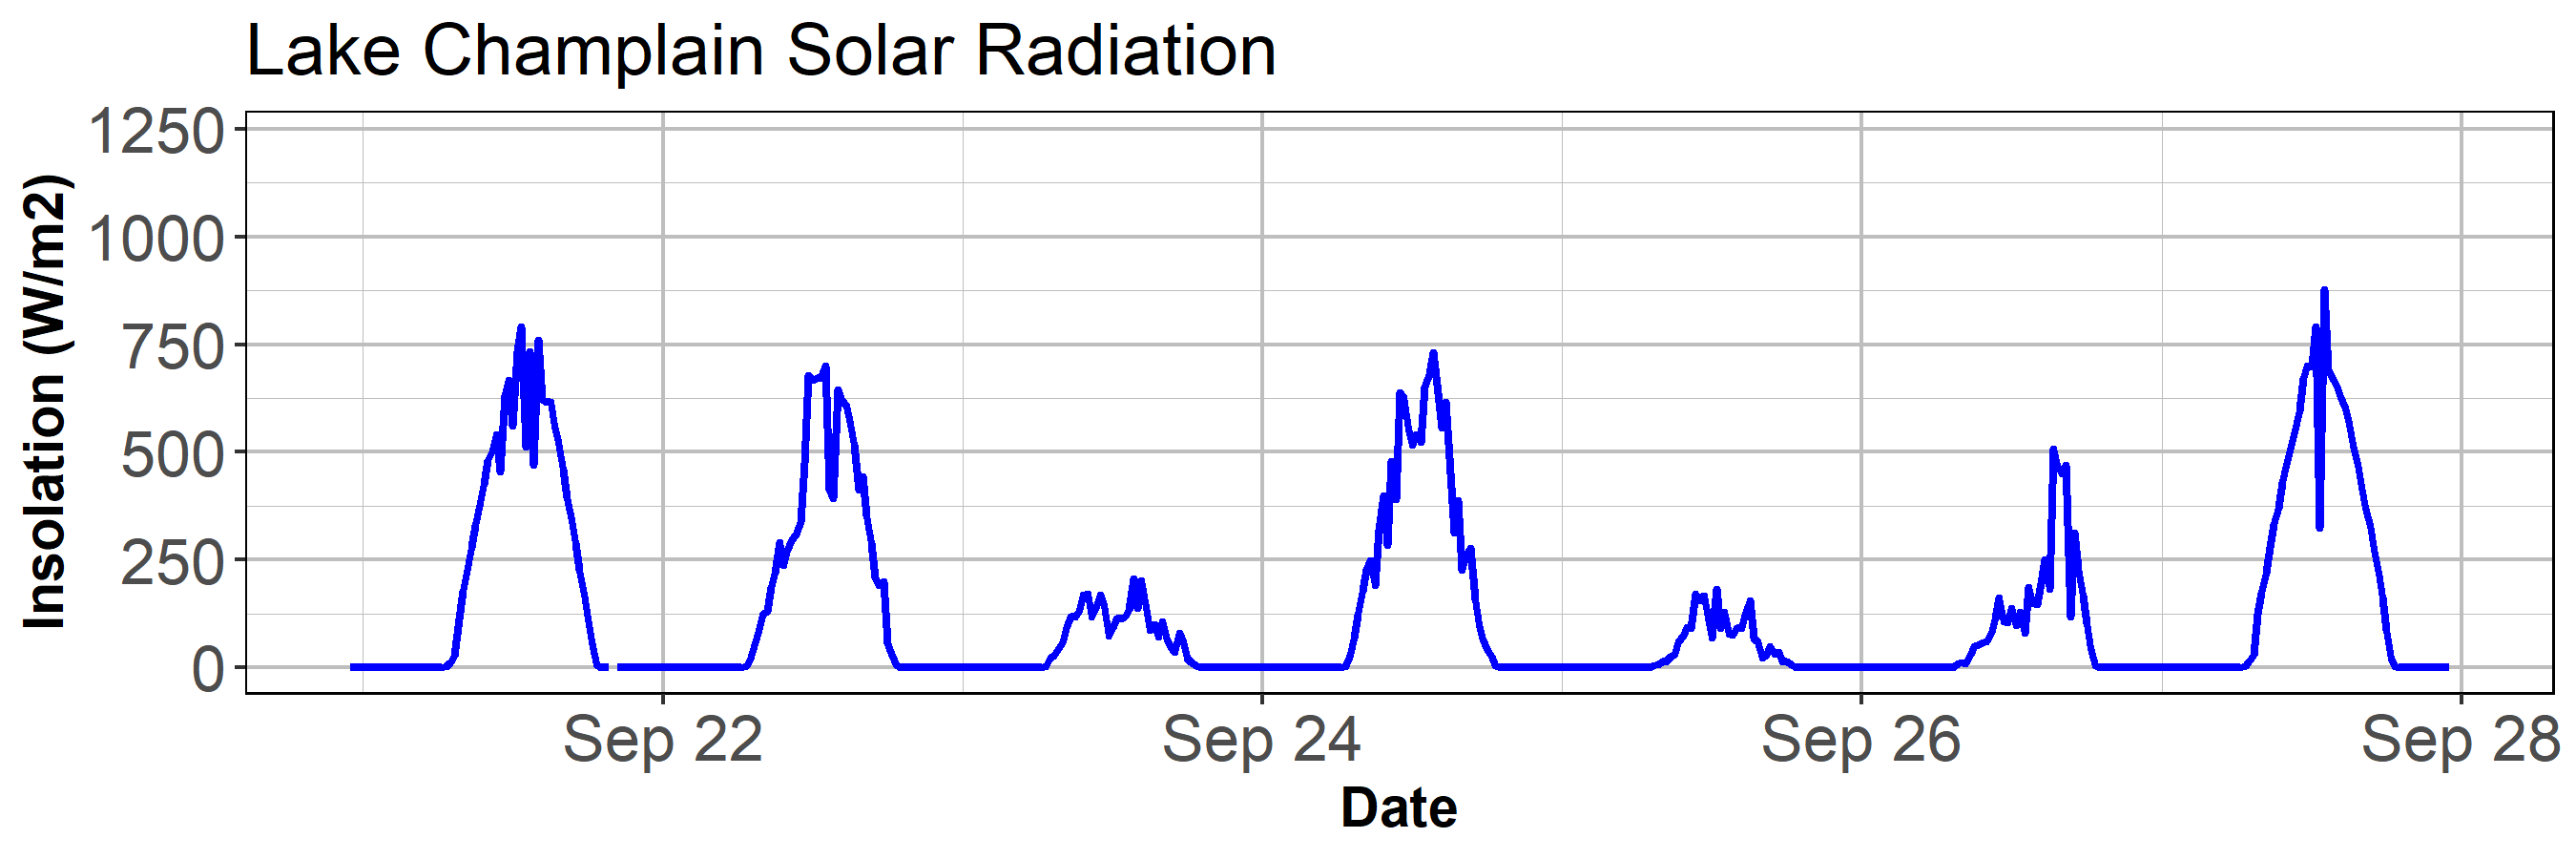 Lake Champlain Solar Radiation
Insolation (W/m2)
1250
1000
750
500
250
0
Sep 22 Sep 24 Sep 26 Sep 28
Date